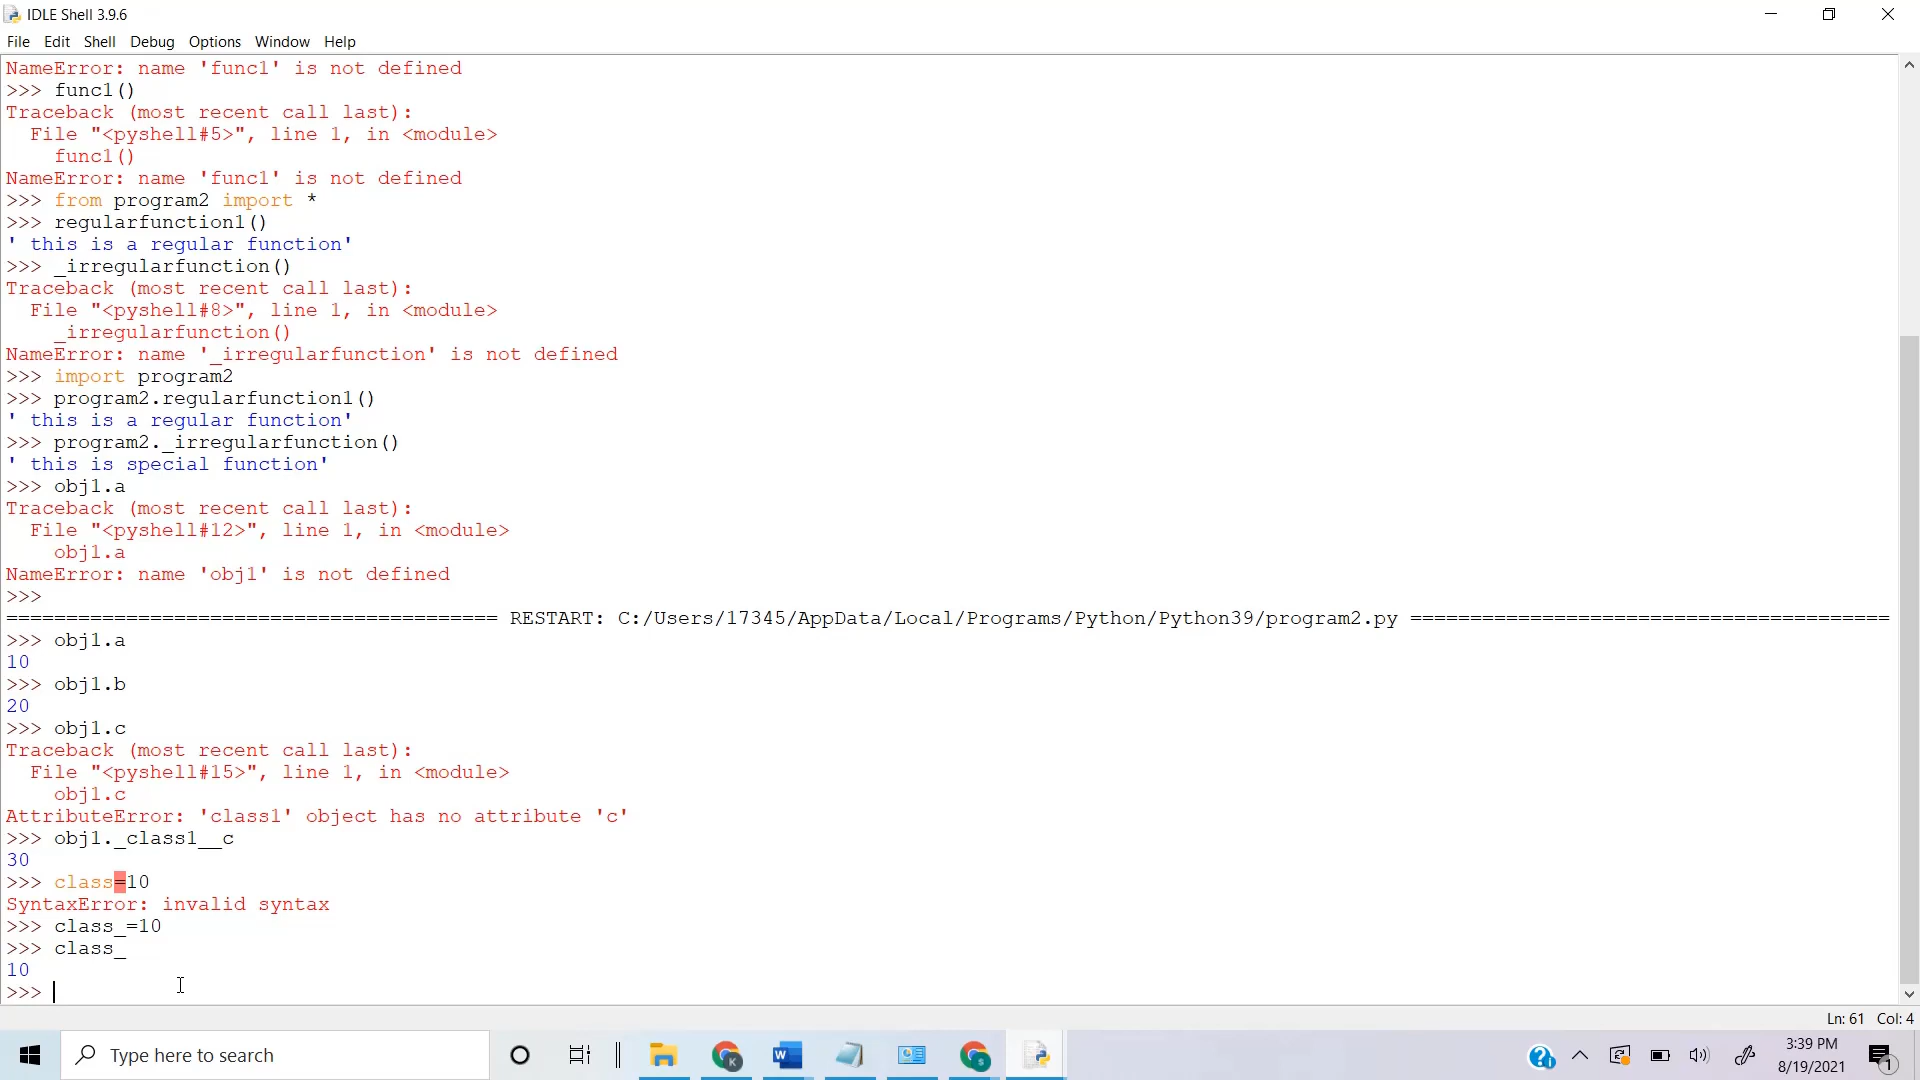 IDLE Shell 3.9.6
File Edit Shell Debug Options Window Help
NameError: name 'func1' is not defined
>>> func1()
Traceback (most recent call last):
  File "<pyshell#5>", line 1, in <module>
    func1()
NameError: name 'func1' is not defined
>>> from program2 import *
>>> regularfunction1()
' this is a regular function'
>>> _irregularfunction()
Traceback (most recent call last):
  File "<pyshell#8>", line 1, in <module>
    _irregularfunction()
NameError: name '_irregularfunction' is not defined
>>> import program2
>>> program2.regularfunction1()
' this is a regular function'
>>> program2._irregularfunction()
' this is special function'
>>> obj1.a
Traceback (most recent call last):
  File "<pyshell#12>", line 1, in <module>
    obj1.a
NameError: name 'obj1' is not defined
>>>
========================================= RESTART: C:/Users/17345/AppData/Local/Programs/Python/Python39/program2.py ========================================
>>> obj1.a
10
>>> obj1.b
20
>>> obj1.c
Traceback (most recent call last):
  File "<pyshell#15>", line 1, in <module>
    obj1.c
AttributeError: 'class1' object has no attribute 'c'
>>> obj1._class1__c
30
>>> class=10
SyntaxError: invalid syntax
>>> class_=10
>>> class_
10
>>>
Ln: 61 Col: 4
Type here to search
K
W
S
3:39 PM
8/19/2021
1